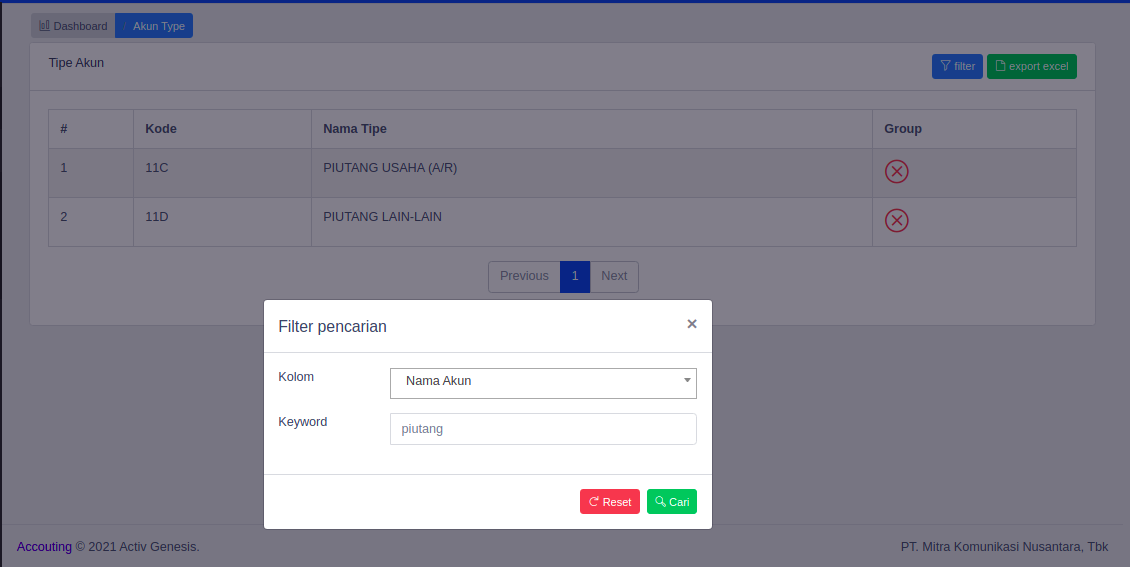 Dashboard Akun Type
Tipe Akun filter export excel
# Kode Nama Tipe Group
1 11C PIUTANG USAHA (A/R)
2 11D PIUTANG LAIN-LAIN
Previous 1 Next
Filter pencarian ×
Kolom Nama Akun
Keyword piutang
Reset Cari
Accouting © 2021 Activ Genesis. PT. Mitra Komunikasi Nusantara, Tbk